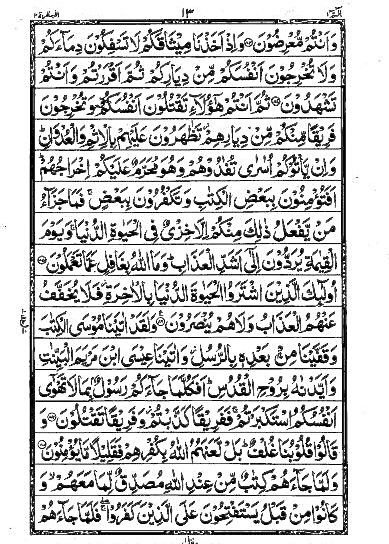 البقرة ٢
١٣
الٓمّٓ ١
وَاَنْتُمْ مُّعْرِضُوْنَ ۞ وَاِذْ اَخَذْنَا مِيْثَاقَكُمْ لَا تَسْفِكُوْنَ دِمَآءَكُمْ
وَلَا تُخْرِجُوْنَ اَنْفُسَكُمْ مِّنْ دِيَارِكُمْ ثُمَّ اَقْرَرْتُمْ وَاَنْتُمْ
تَشْهَدُوْنَ ۞ ثُمَّ اَنْتُمْ هٰٓؤُلَآءِ تَقْتُلُوْنَ اَنْفُسَكُمْ وَتُخْرِجُوْنَ
فَرِيْقًا مِّنْكُمْ مِّنْ دِيَارِهِمْ تَظٰهَرُوْنَ عَلَيْهِمْ بِالْاِثْمِ وَالْعُدْوَانِ ؕ
وَاِنْ يَّاْتُوْكُمْ اُسٰرٰى تُفٰدُوْهُمْ وَهُوَ مُحَرَّمٌ عَلَيْكُمْ اِخْرَاجُهُمْ ؕ
اَفَتُؤْمِنُوْنَ بِبَعْضِ الْكِتٰبِ وَتَكْفُرُوْنَ بِبَعْضٍ ۚ فَمَا جَزَآءُ
مَنْ يَّفْعَلُ ذٰلِكَ مِنْكُمْ اِلَّا خِزْىٌ فِى الْحَيٰوةِ الدُّنْيَا ۚ وَيَوْمَ
الْقِيٰمَةِ يُرَدُّوْنَ اِلٰٓى اَشَدِّ الْعَذَابِ ؕ وَمَا اللّٰهُ بِغَافِلٍ عَمَّا تَعْمَلُوْنَ ۞
اُولٰٓئِكَ الَّذِيْنَ اشْتَرَوُا الْحَيٰوةَ الدُّنْيَا بِالْاٰخِرَةِ ۫ فَلَا يُخَفَّفُ
عَنْهُمُ الْعَذَابُ وَلَا هُمْ يُنْصَرُوْنَ ۞ وَلَقَدْ اٰتَيْنَا مُوْسَى الْكِتٰبَ
وَقَفَّيْنَا مِنْۢ بَعْدِهٖ بِالرُّسُلِ ۫ وَاٰتَيْنَا عِيْسَى ابْنَ مَرْيَمَ الْبَيِّنٰتِ
وَاَيَّدْنٰهُ بِرُوْحِ الْقُدُسِ ؕ اَفَكُلَّمَا جَآءَكُمْ رَسُوْلٌۢ بِمَا لَا تَهْوٰٓى
اَنْفُسُكُمُ اسْتَكْبَرْتُمْ ۚ فَفَرِيْقًا كَذَّبْتُمْ ۫ وَفَرِيْقًا تَقْتُلُوْنَ ۞ وَ
قَالُوْا قُلُوْبُنَا غُلْفٌ ؕ بَلْ لَّعَنَهُمُ اللّٰهُ بِكُفْرِهِمْ فَقَلِيْلًا مَّا يُؤْمِنُوْنَ ۞
وَلَمَّا جَآءَهُمْ كِتٰبٌ مِّنْ عِنْدِ اللّٰهِ مُصَدِّقٌ لِّمَا مَعَهُمْ ۙ وَ
كَانُوْا مِنْ قَبْلُ يَسْتَفْتِحُوْنَ عَلَى الَّذِيْنَ كَفَرُوْا ۚ فَلَمَّا جَآءَهُمْ